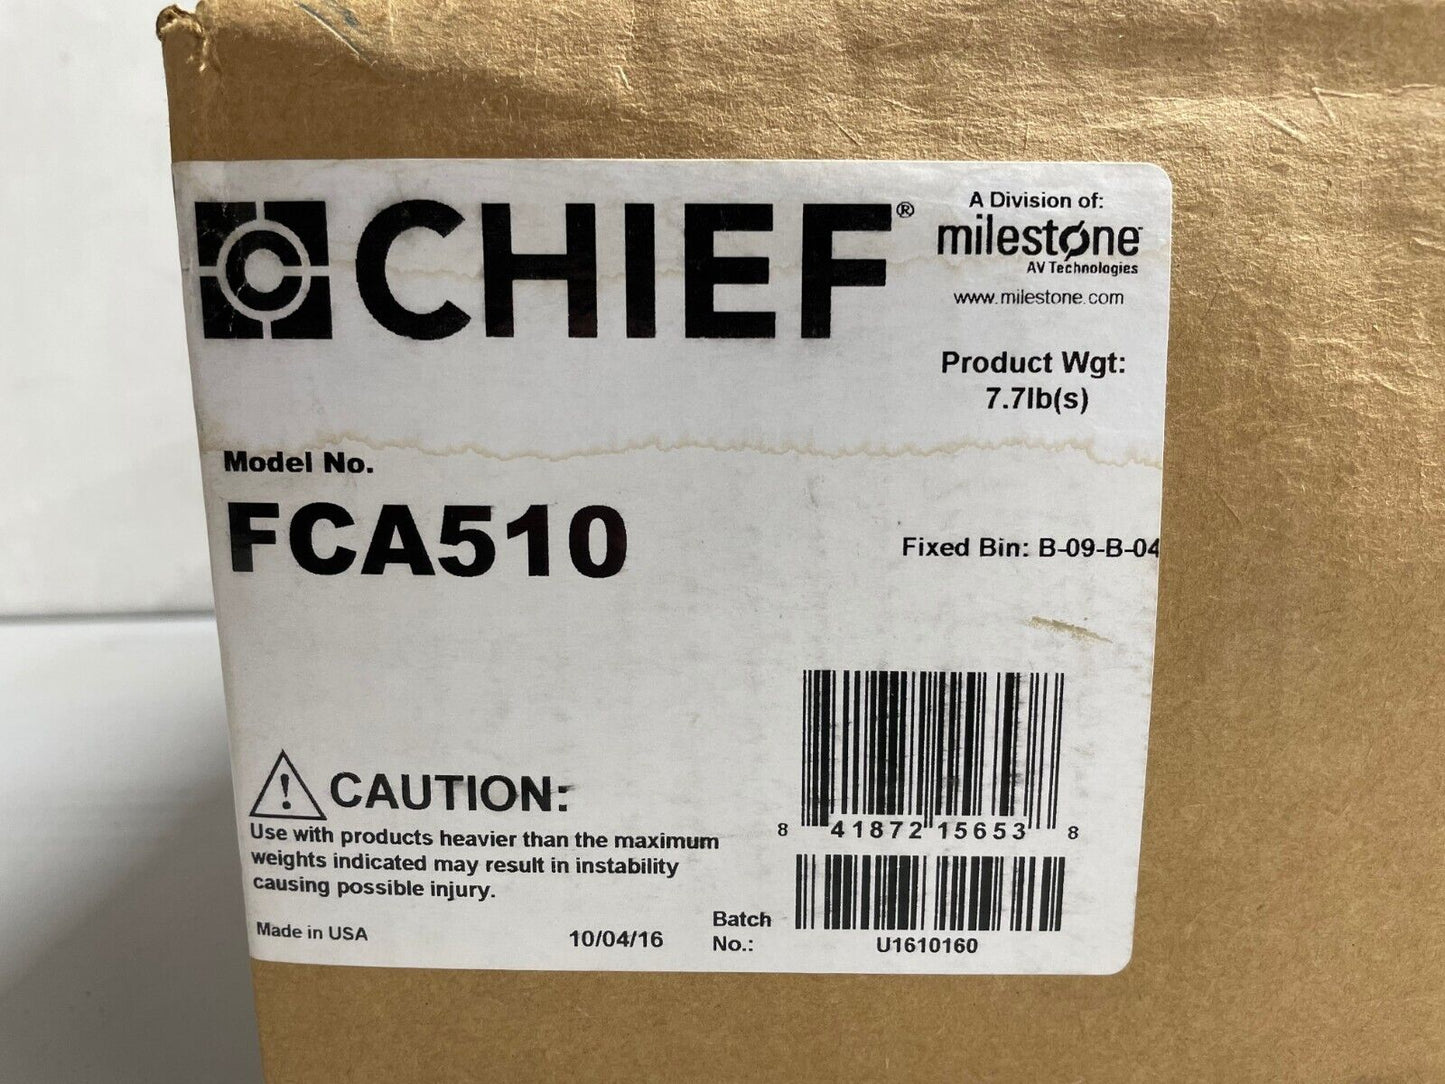 CHIEF®
A Division of:
milestone
AV Technologies
www.milestone.com
Product Wgt:
7.7lb(s)
Model No.
FCA510
Fixed Bin: B-09-B-04
8 41872 15653 8
CAUTION:
Use with products heavier than the maximum
weights indicated may result in instability
causing possible injury.
Made in USA
10/04/16
Batch
No.:
U1610160